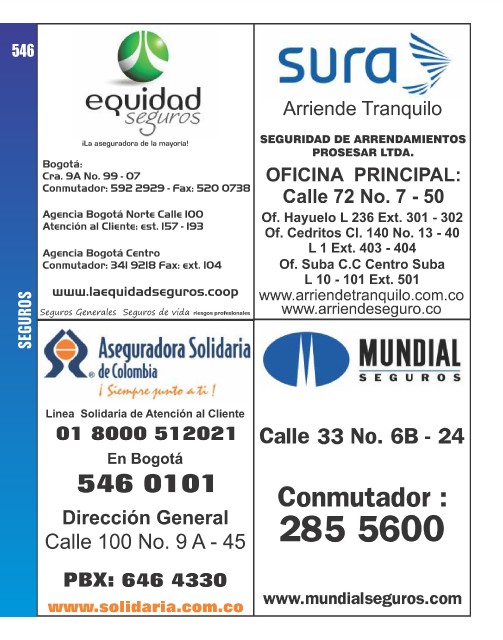 546
SEGUROS
equidad
seguros
¡La aseguradora de la mayoría!
Bogotá:
Cra. 9A No. 99 - 07
Conmutador: 592 2929 - Fax: 520 0738
Agencia Bogotá Norte Calle 100
Atención al Cliente: est. 157 - 193
Agencia Bogotá Centro
Conmutador: 341 9218 Fax: ext. 104
www.laequidadseguros.coop
Seguros Generales Seguros de vida riesgos profesionales
sura
Arriende Tranquilo
SEGURIDAD DE ARRENDAMIENTOS
PROSESAR LTDA.
OFICINA PRINCIPAL:
Calle 72 No. 7 - 50
Of. Hayuelo L 236 Ext. 301 - 302
Of. Cedritos Cl. 140 No. 13 - 40
L 1 Ext. 403 - 404
Of. Suba C.C Centro Suba
L 10 - 101 Ext. 501
www.arriendetranquilo.com.co
www.arriendeseguro.co
Aseguradora Solidaria
® de Colombia
¡ Siempre junto a ti !
Linea Solidaria de Atención al Cliente
01 8000 512021
En Bogotá
546 0101
Dirección General
Calle 100 No. 9 A - 45
PBX: 646 4330
www.solidaria.com.co
MUNDIAL
SEGUROS
Calle 33 No. 6B - 24
Conmutador :
285 5600
www.mundialseguros.com